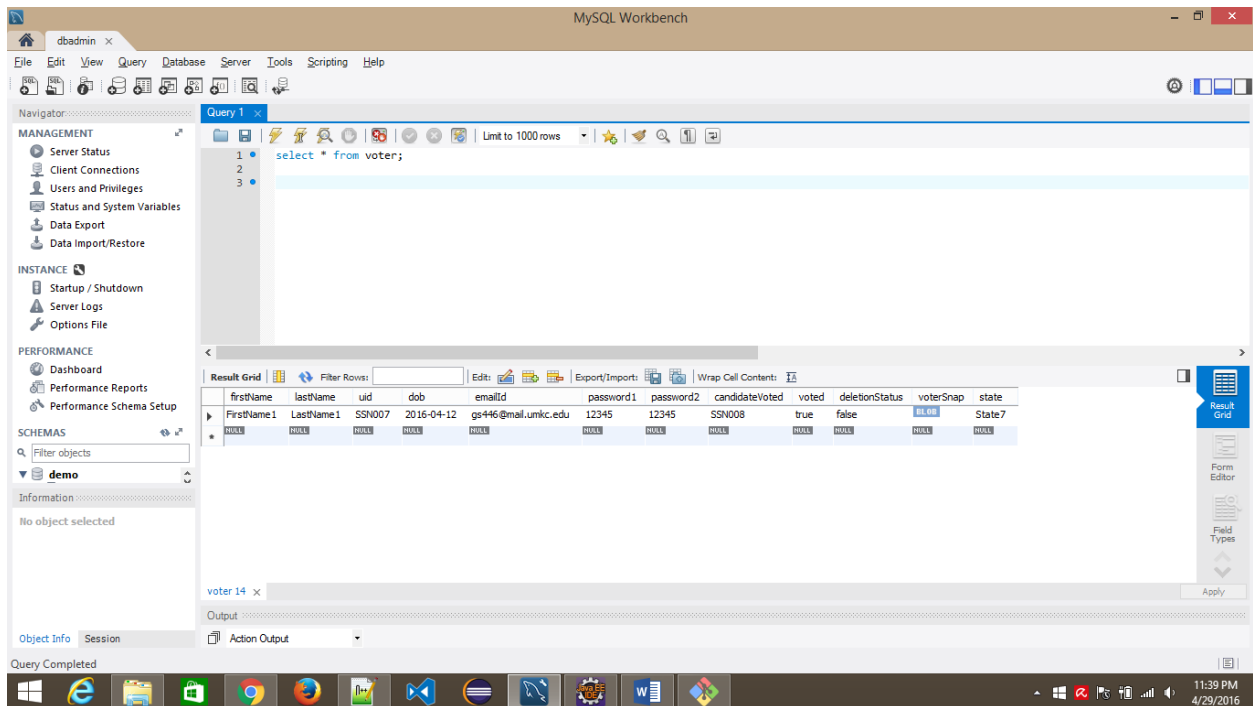 MySQL Workbench
dbadmin ×
File Edit View Query Database Server Tools Scripting Help
Navigator
Query 1 ×
MANAGEMENT
Server Status
Client Connections
Users and Privileges
Status and System Variables
Data Export
Data Import/Restore
INSTANCE
Startup / Shutdown
Server Logs
Options File
PERFORMANCE
Dashboard
Performance Reports
Performance Schema Setup
SCHEMAS
Filter objects
demo
Information
No object selected
Object Info Session
Limit to 1000 rows
1 select * from voter;
2
3
Result Grid Filter Rows: Edit: Export/Import: Wrap Cell Content:
firstName lastName uid dob emailId password1 password2 candidateVoted voted deletionStatus voterSnap state
FirstName1 LastName1 SSN007 2016-04-12 gs446@mail.umkc.edu 12345 12345 SSN008 true false BLOB State7
NULL NULL NULL NULL NULL NULL NULL NULL NULL NULL NULL NULL
Result Grid
Form Editor
Field Types
voter 14 ×
Apply
Output
Action Output
Query Completed
11:39 PM
4/29/2016